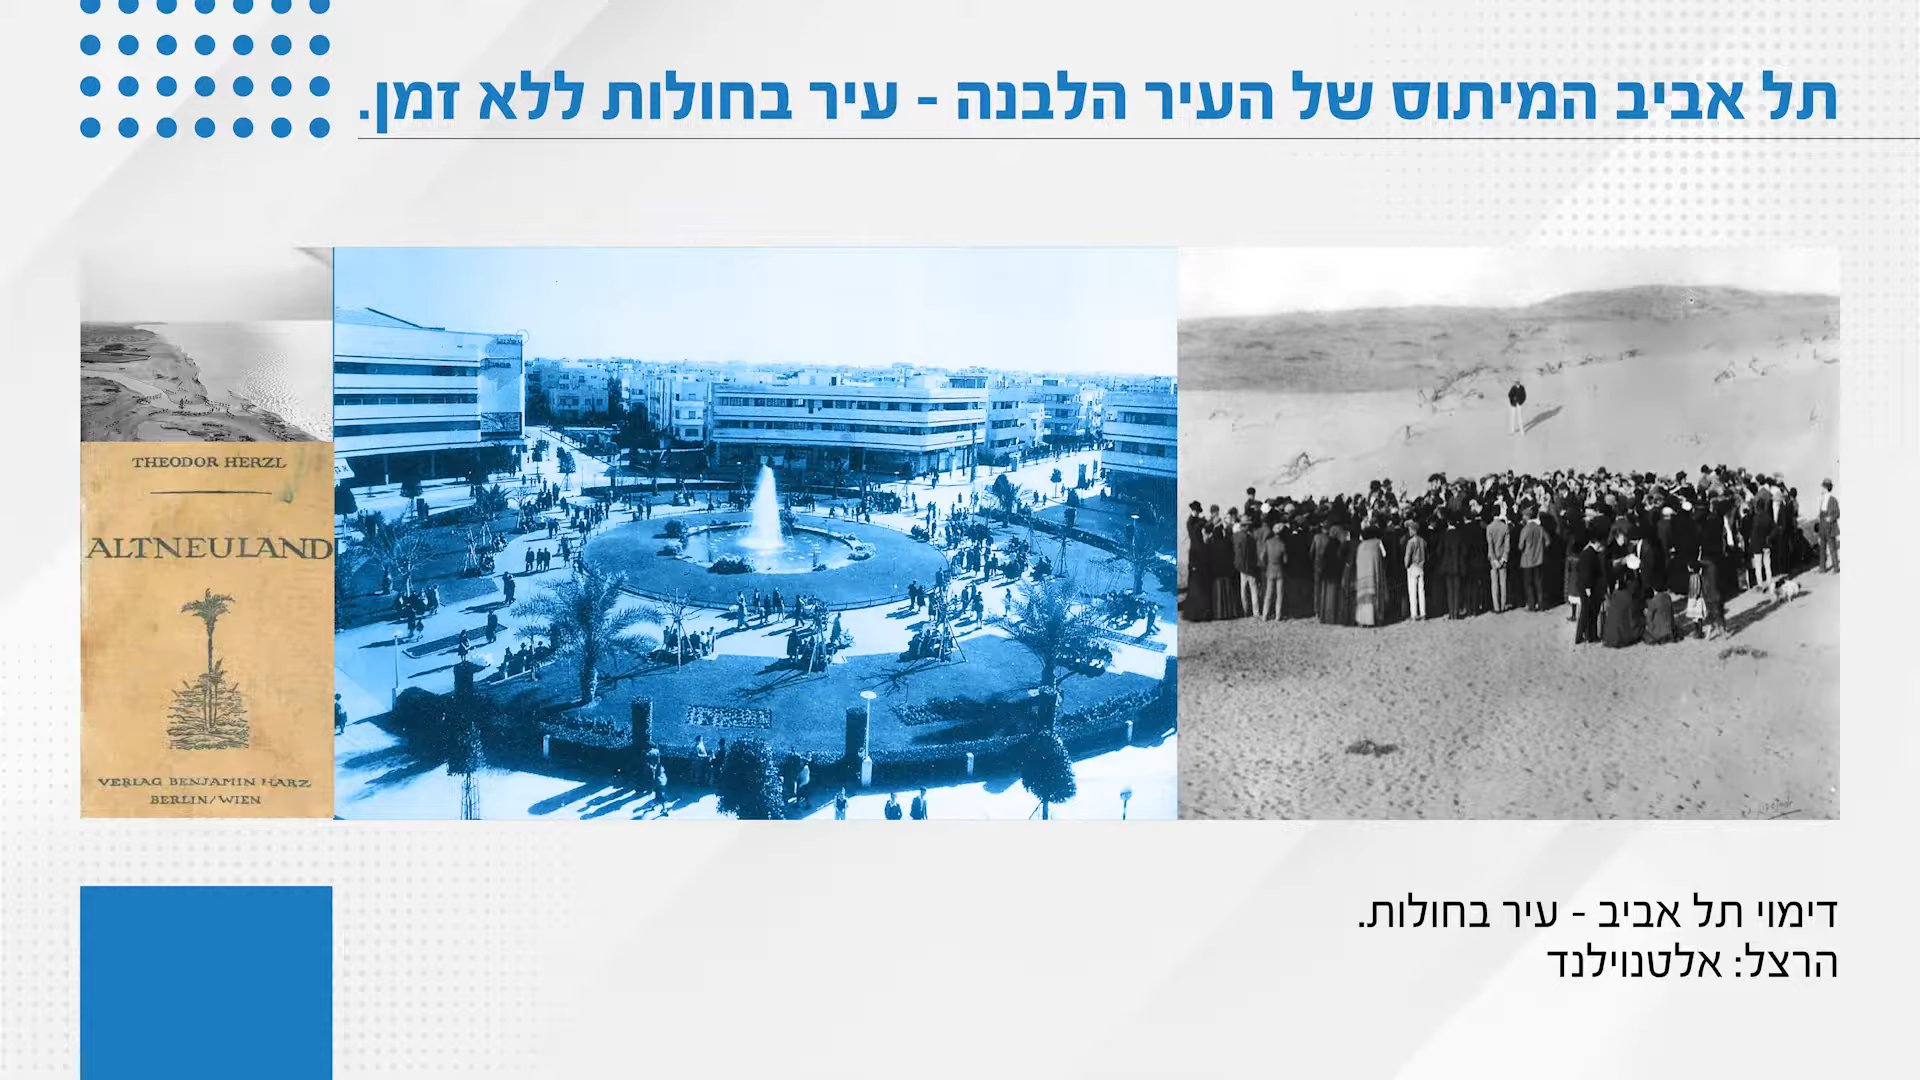 תל אביב המיתוס של העיר הלבנה - עיר בחולות ללא זמן.
THEODOR HERZL
ALTNEULAND
VERLAG BENJAMIN HARZ
BERLIN/WIEN
דימוי תל אביב - עיר בחולות.
הרצל: אלטנוילנד